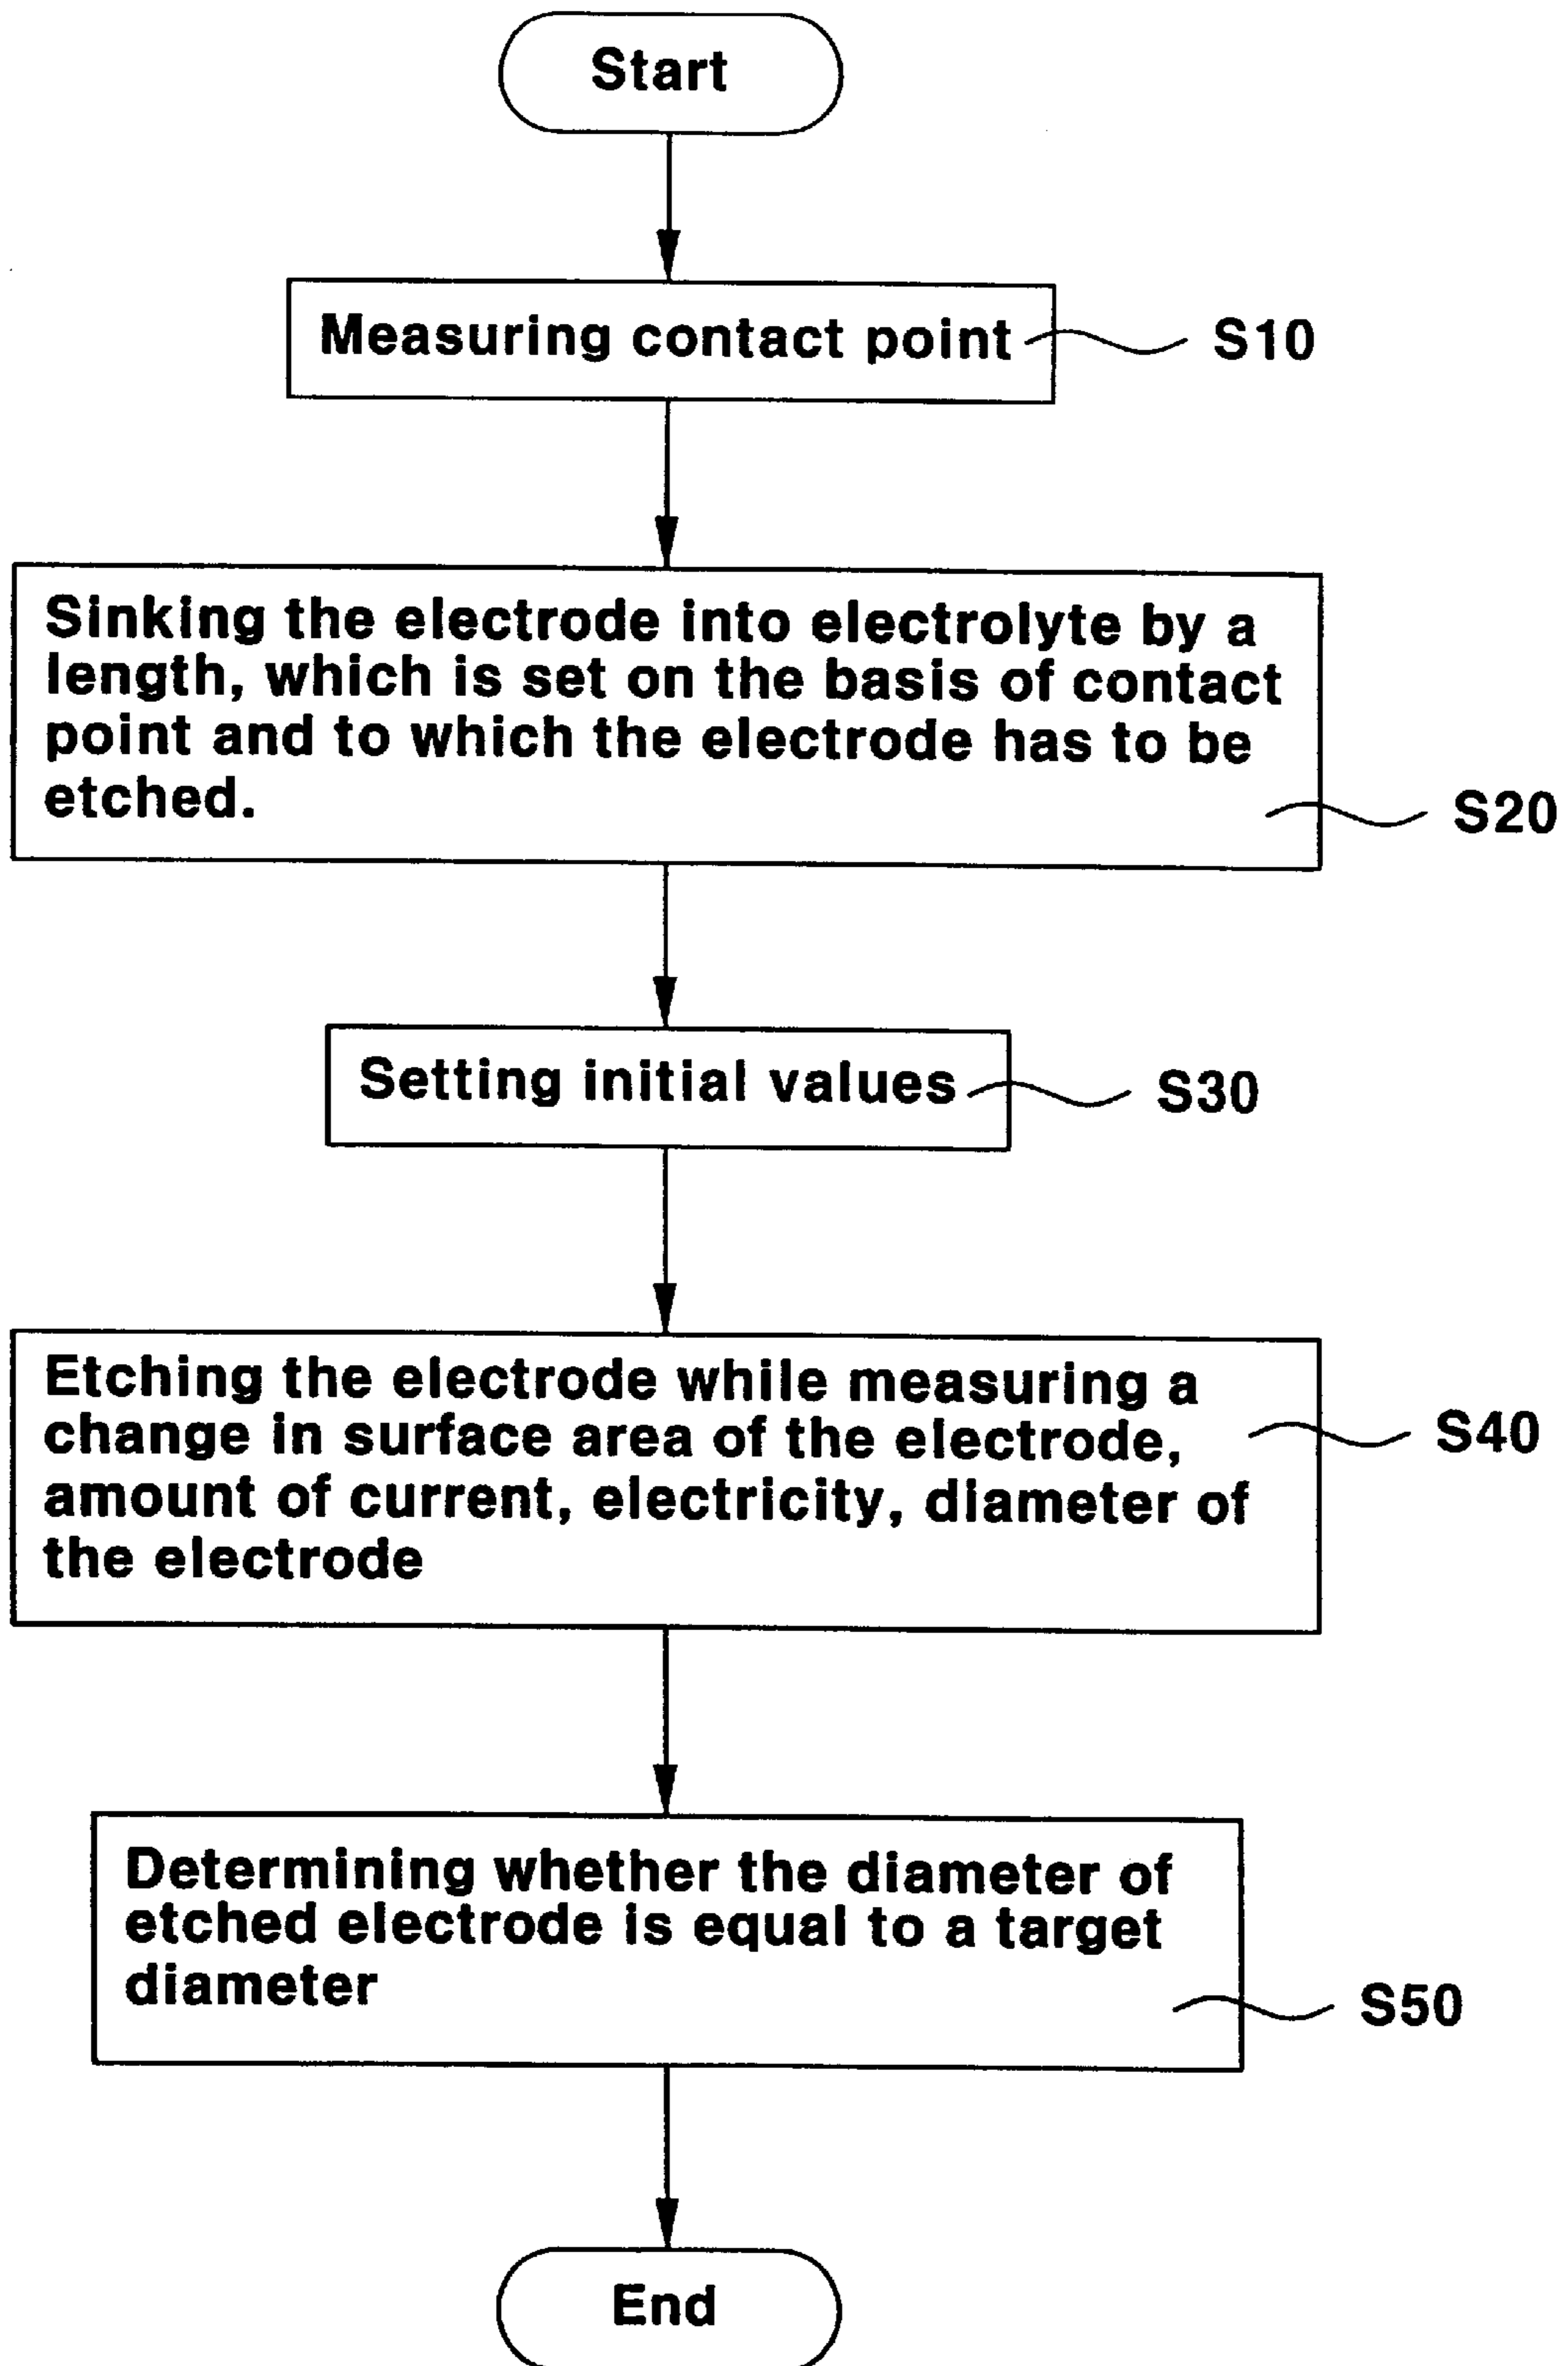 Start
Measuring contact point
S10
Sinking the electrode into electrolyte by a
length, which is set on the basis of contact
point and to which the electrode has to be
etched.
S20
Setting initial values
S30
Etching the electrode while measuring a
change in surface area of the electrode,
S40
amount of current, electricity, diameter of
the electrode
Determining whether the diameter of
etched electrode is equal to a target
diameter
S50
End